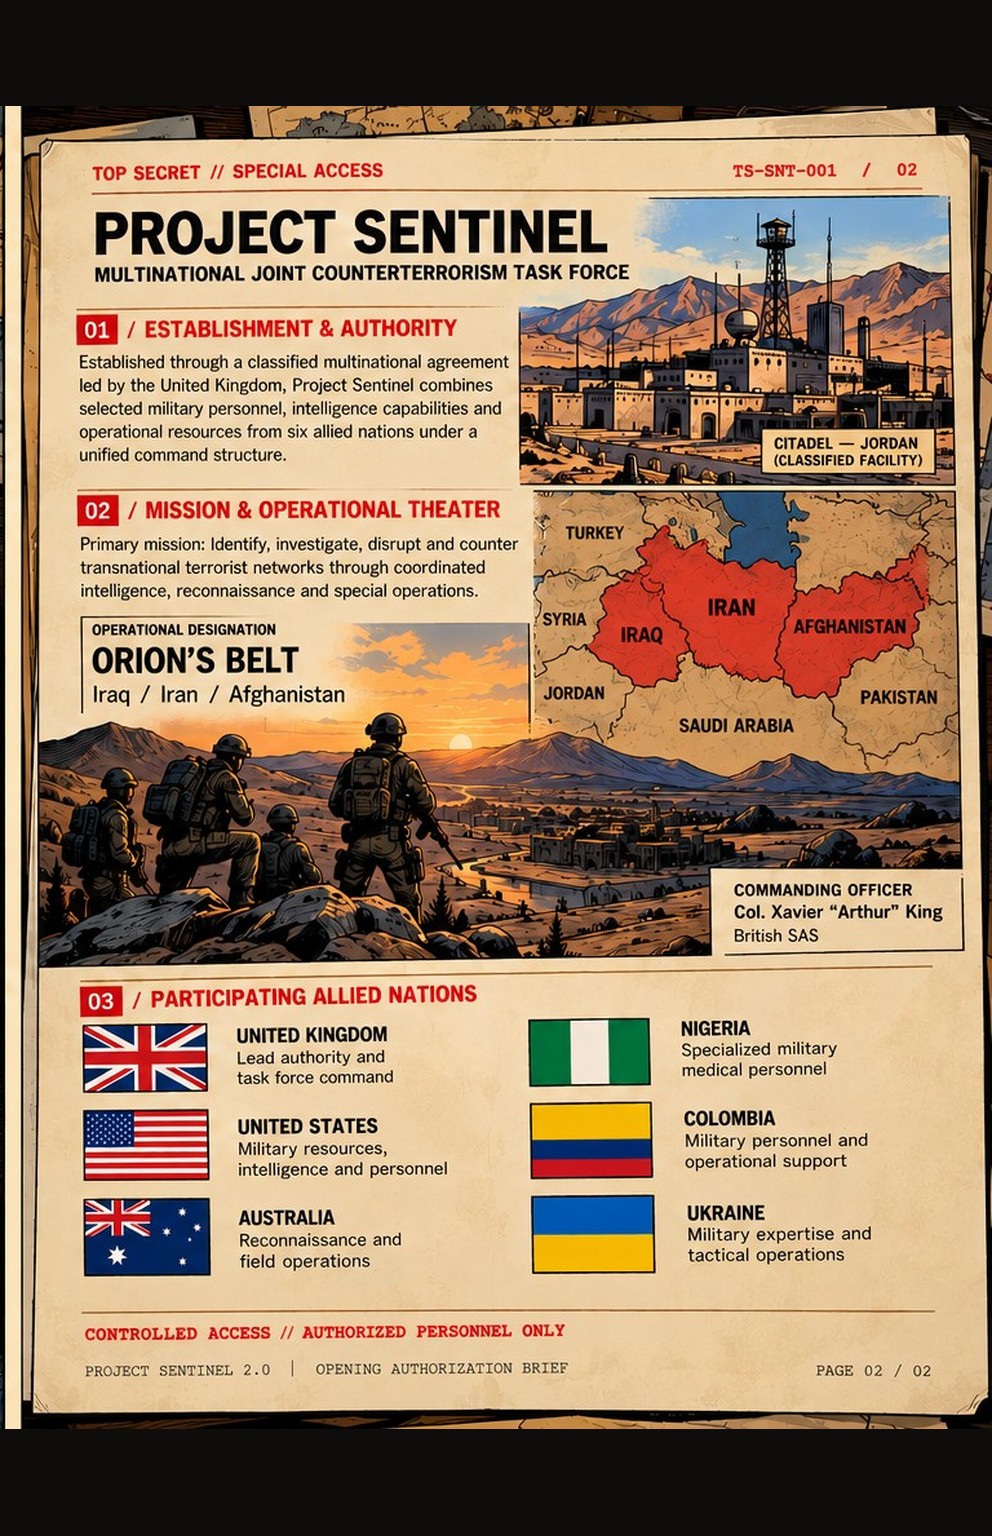 TOP SECRET // SPECIAL ACCESS
TS-SNT-001 / 02
PROJECT SENTINEL
MULTINATIONAL JOINT COUNTERTERRORISM TASK FORCE
01 / ESTABLISHMENT & AUTHORITY
Established through a classified multinational agreement
led by the United Kingdom, Project Sentinel combines
selected military personnel, intelligence capabilities and
operational resources from six allied nations under a
unified command structure.
CITADEL — JORDAN
(CLASSIFIED FACILITY)
02 / MISSION & OPERATIONAL THEATER
Primary mission: Identify, investigate, disrupt and counter
transnational terrorist networks through coordinated
intelligence, reconnaissance and special operations.
OPERATIONAL DESIGNATION
ORION'S BELT
Iraq / Iran / Afghanistan
TURKEY
SYRIA
IRAQ
IRAN
AFGHANISTAN
JORDAN
SAUDI ARABIA
PAKISTAN
COMMANDING OFFICER
Col. Xavier “Arthur” King
British SAS
03 / PARTICIPATING ALLIED NATIONS
UNITED KINGDOM
Lead authority and
task force command
UNITED STATES
Military resources,
intelligence and personnel
AUSTRALIA
Reconnaissance and
field operations
NIGERIA
Specialized military
medical personnel
COLOMBIA
Military personnel and
operational support
UKRAINE
Military expertise and
tactical operations
CONTROLLED ACCESS // AUTHORIZED PERSONNEL ONLY
PROJECT SENTINEL 2.0 | OPENING AUTHORIZATION BRIEF
PAGE 02 / 02